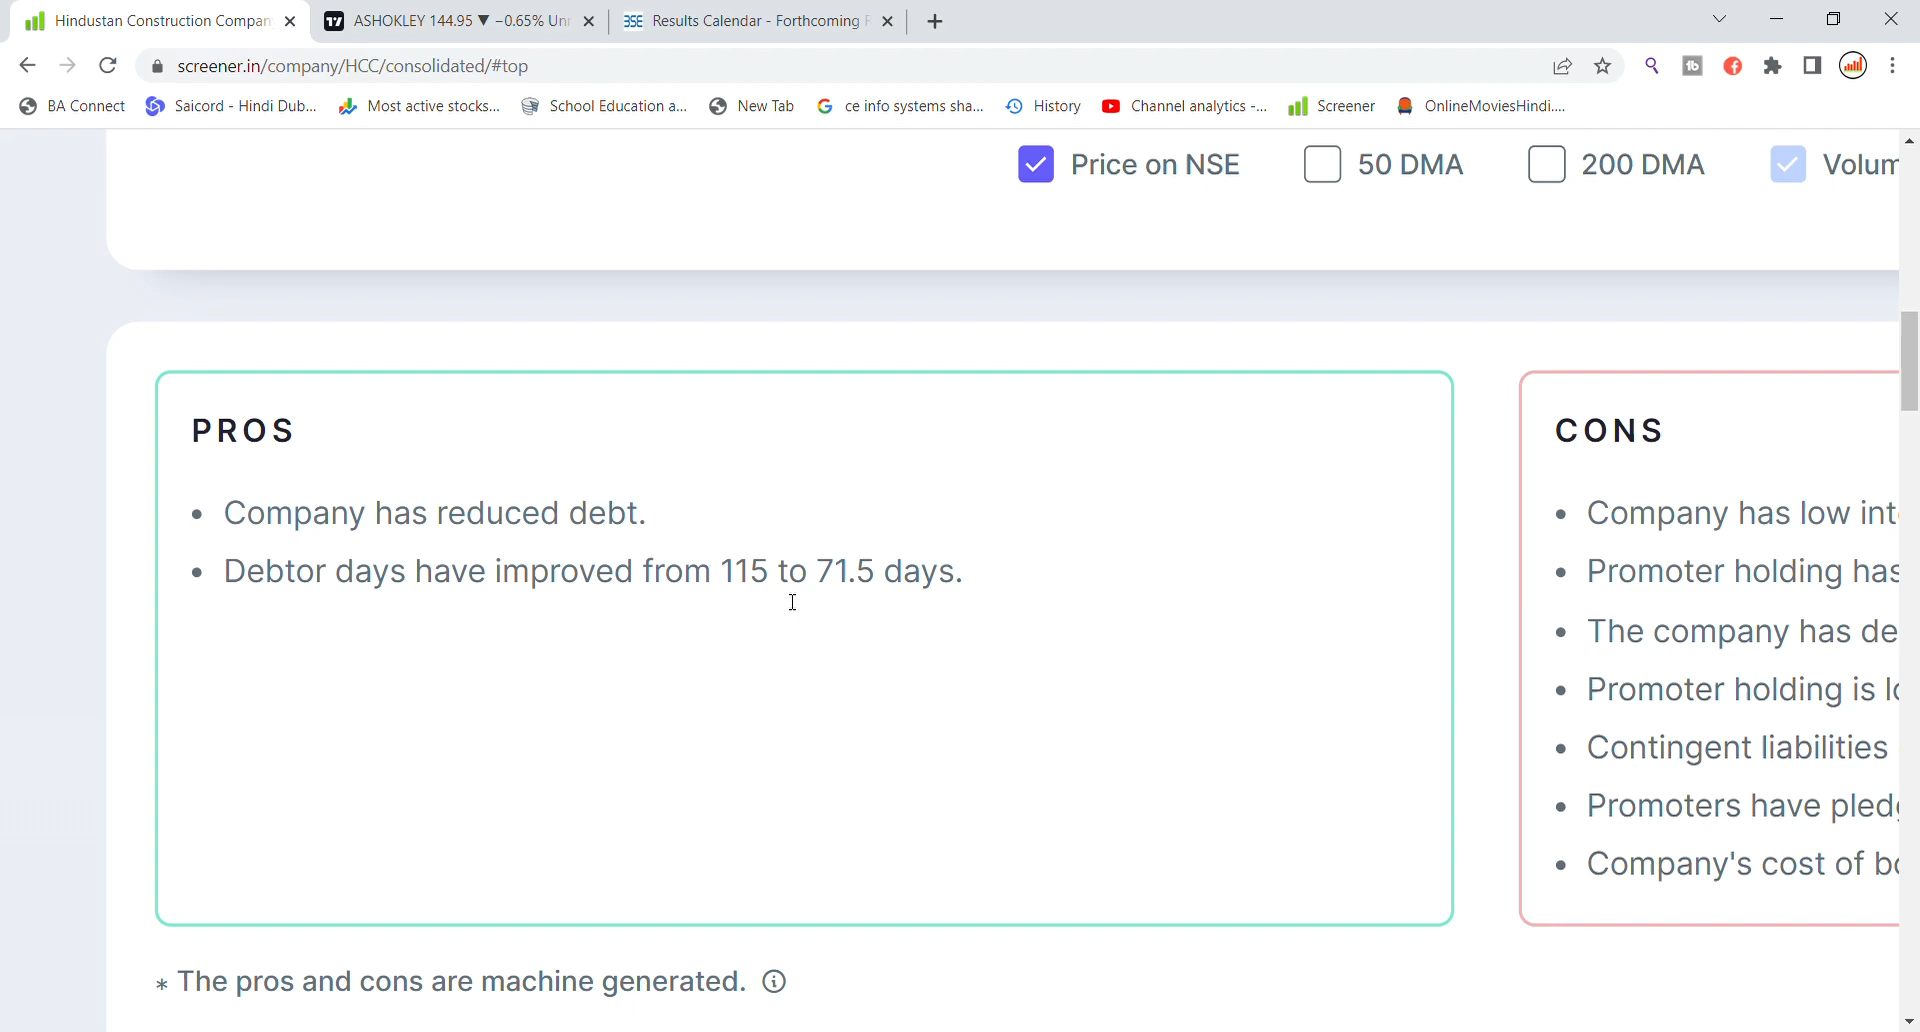 Hindustan Construction Compan
ASHOKLEY 144.95 ▼ −0.65% Unn
Results Calendar - Forthcoming R
screener.in/company/HCC/consolidated/#top
BA Connect
Saicord - Hindi Dub...
Most active stocks...
School Education a...
New Tab
ce info systems sha...
History
Channel analytics -...
Screener
OnlineMoviesHindi....
Price on NSE
50 DMA
200 DMA
Volum
PROS
• Company has reduced debt.
• Debtor days have improved from 115 to 71.5 days.
CONS
• Company has low int
• Promoter holding has
• The company has de
• Promoter holding is lo
• Contingent liabilities
• Promoters have pled
• Company's cost of bo
* The pros and cons are machine generated.